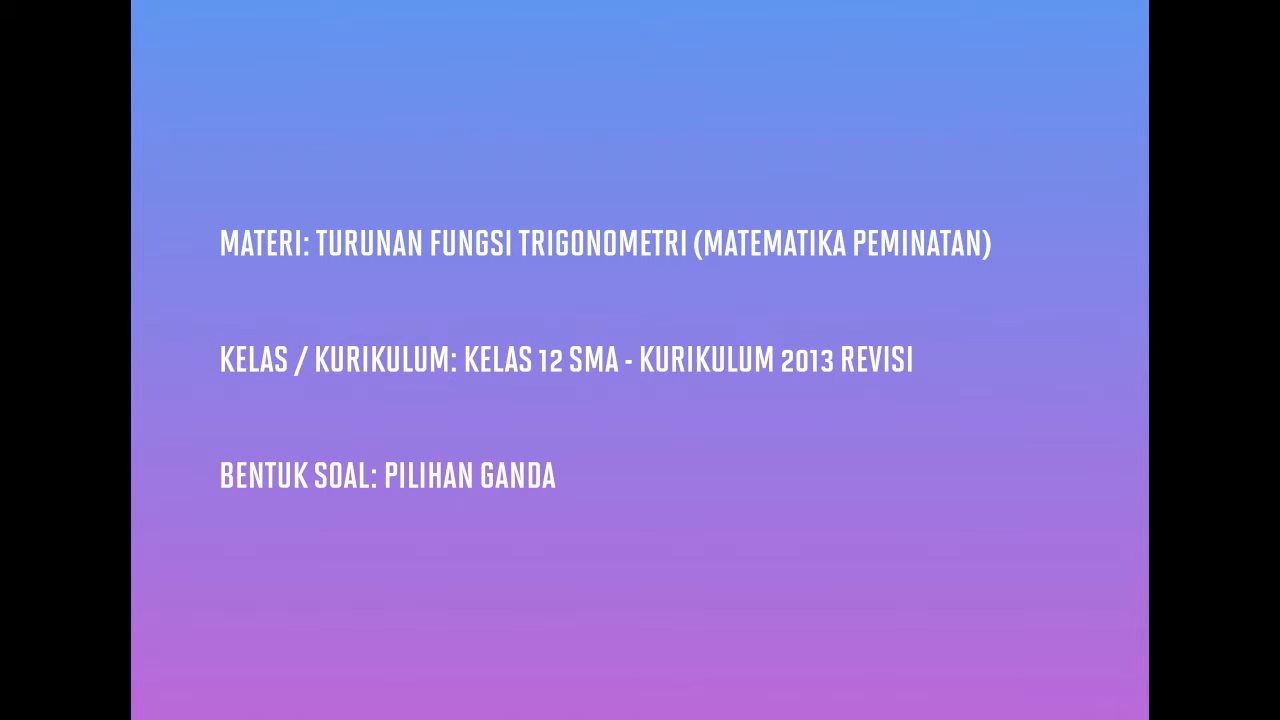 MATERI: TURUNAN FUNGSI TRIGONOMETRI (MATEMATIKA PEMINATAN)
KELAS / KURIKULUM: KELAS 12 SMA - KURIKULUM 2013 REVISI
BENTUK SOAL: PILIHAN GANDA